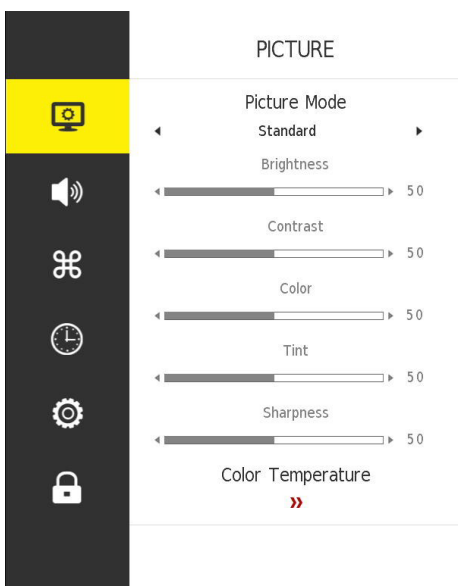 PICTURE
Picture Mode
Standard
Brightness
50
Contrast
50
Color
50
Tint
50
Sharpness
50
Color Temperature